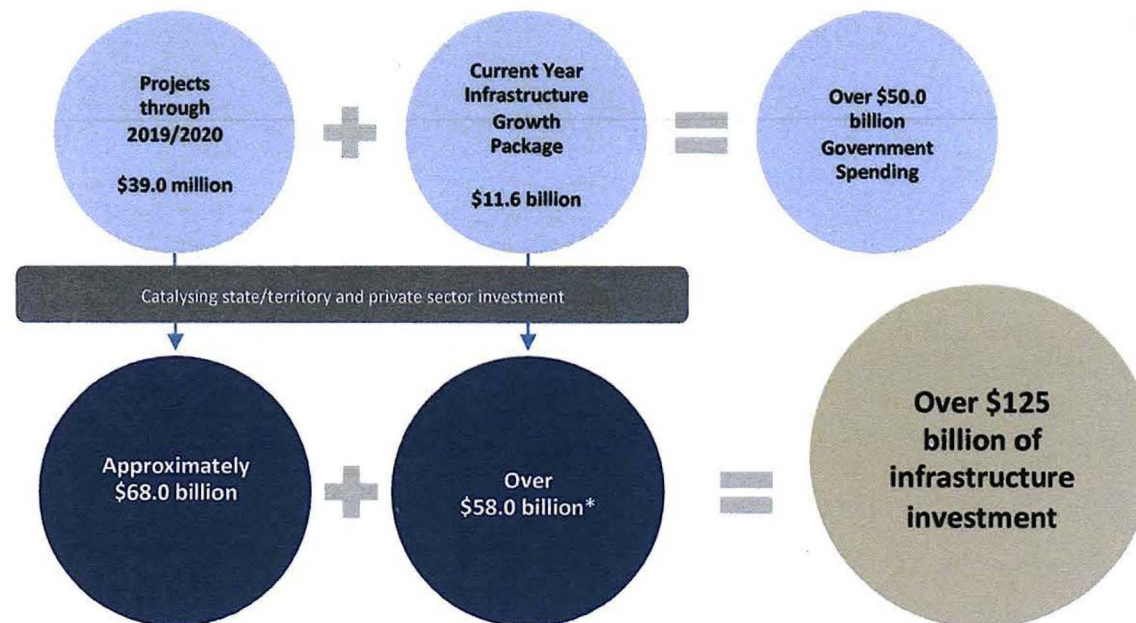 Projects
through
2019/2020
$39.0 million
Current Year
Infrastructure
Growth
Package
$11.6 billion
Over $50.0
billion
Government
Spending
Catalysing state/territory and private sector investment
Approximately
$68.0 billion
Over
$58.0 billion*
Over $125
billion of
infrastructure
investment